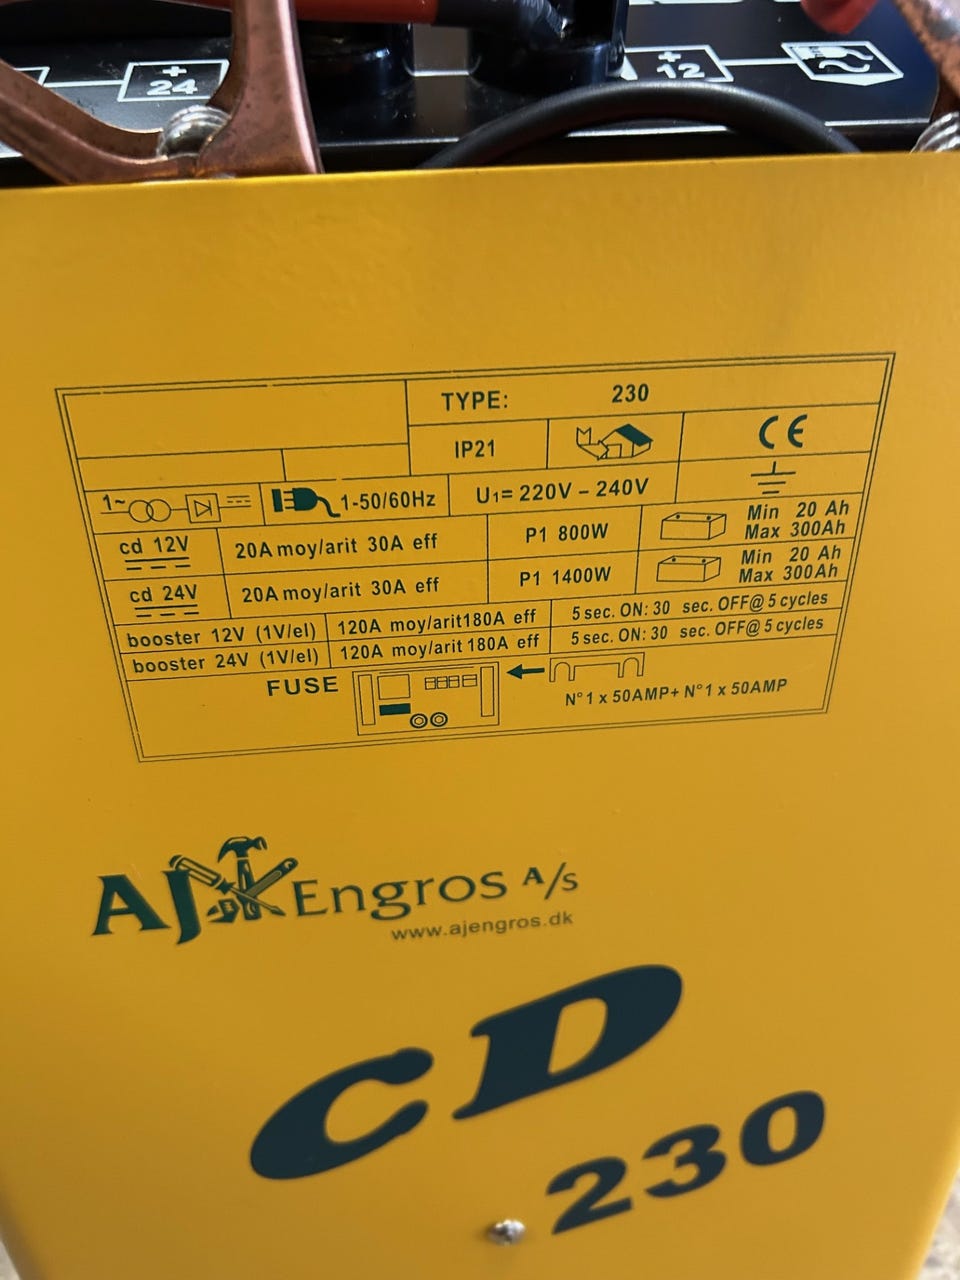 +
24
+
12
TYPE: 230
IP21
CE
1~
1-50/60Hz
U1= 220V – 240V
cd 12V
20A moy/arit 30A eff
P1 800W
Min 20 Ah
Max 300Ah
cd 24V
20A moy/arit 30A eff
P1 1400W
Min 20 Ah
Max 300Ah
booster 12V (1V/el)
120A moy/arit180A eff
5 sec. ON: 30 sec. OFF@ 5 cycles
booster 24V (1V/el)
120A moy/arit 180A eff
5 sec. ON: 30 sec. OFF@ 5 cycles
FUSE
N° 1 x 50AMP+ N° 1 x 50AMP
AJ Engros A/s
www.ajengros.dk
CD
230